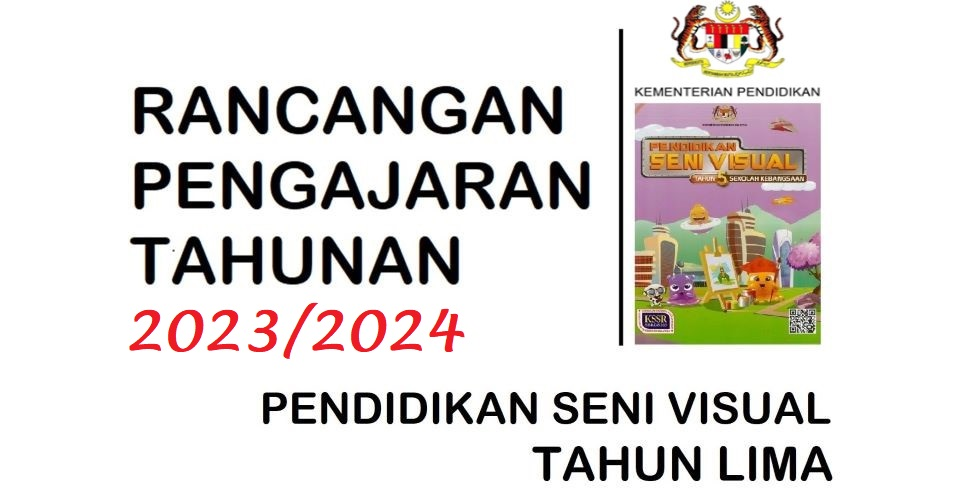 RANCANGAN
PENGAJARAN
TAHUNAN
2023/2024
KEMENTERIAN PENDIDIKAN
PENDIDIKAN
SENI VISUAL
TAHUN 5 SEKOLAH KEBANGSAAN
KSSR
PENDIDIKAN SENI VISUAL
TAHUN LIMA